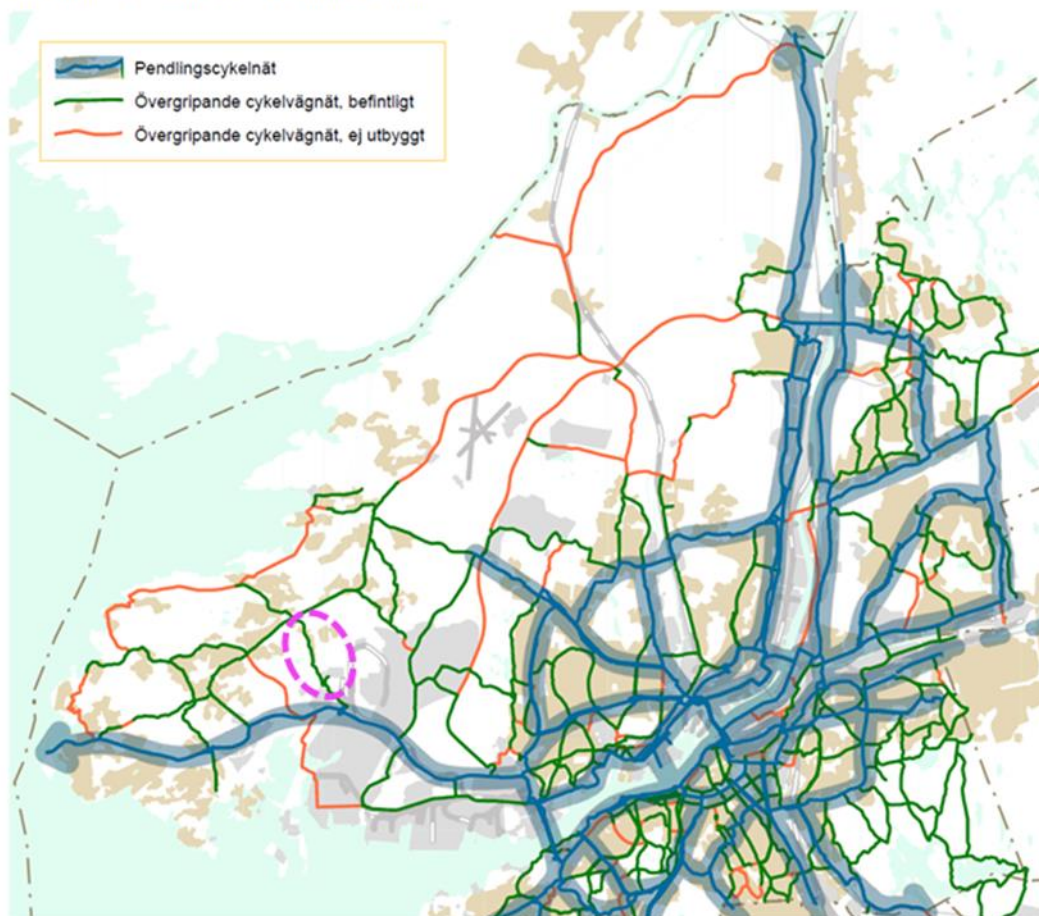 Pendlingscykelnät
Övergripande cykelvägnät, befintligt
Övergripande cykelvägnät, ej utbyggt